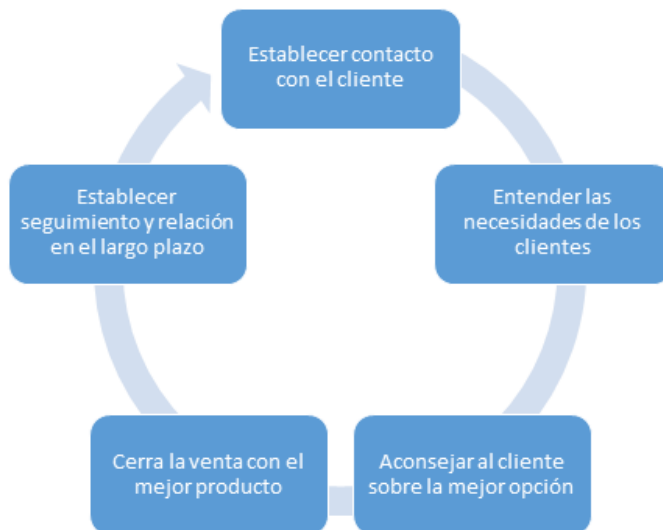 Establecer contacto
con el cliente
Entender las
necesidades de los
clientes
Aconsejar al cliente
sobre la mejor opción
Cerra la venta con el
mejor producto
Establecer
seguimiento y relación
en el largo plazo